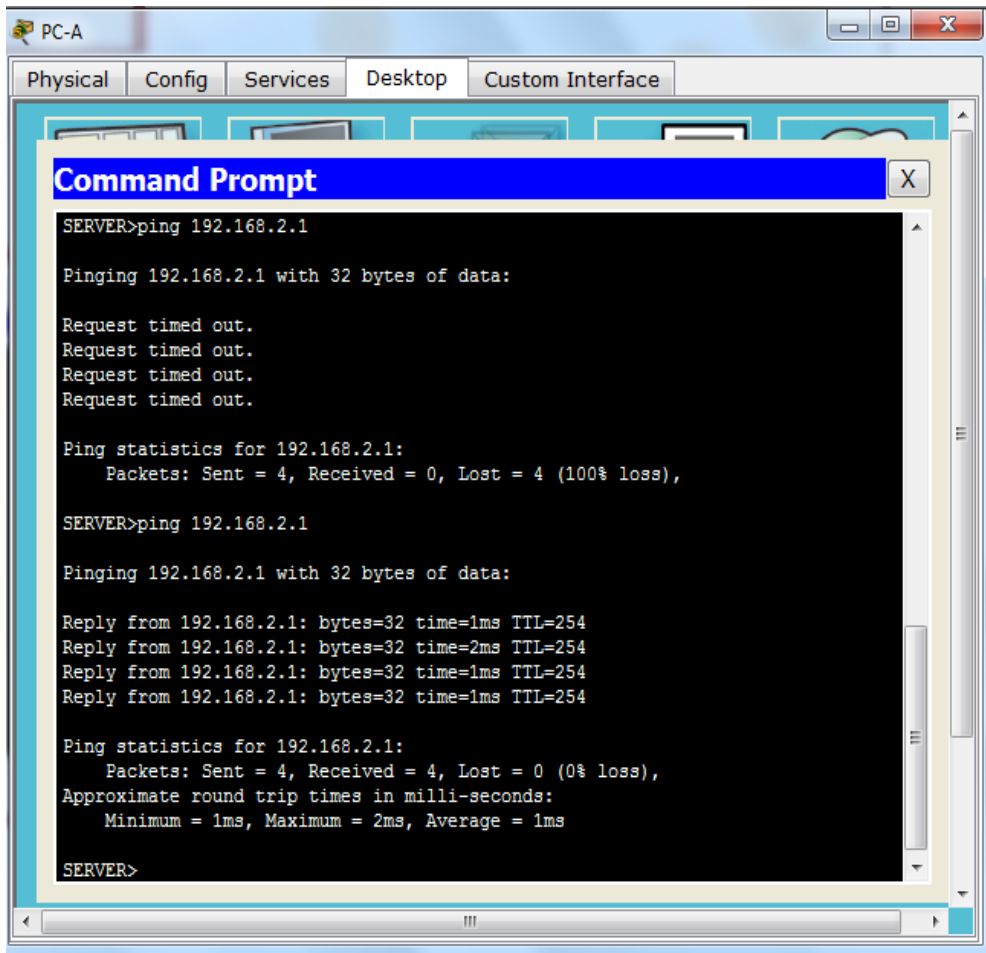 PC-A
Physical Config Services Desktop Custom Interface
Command Prompt
X
SERVER>ping 192.168.2.1
Pinging 192.168.2.1 with 32 bytes of data:
Request timed out.
Request timed out.
Request timed out.
Request timed out.
Ping statistics for 192.168.2.1:
    Packets: Sent = 4, Received = 0, Lost = 4 (100% loss),
SERVER>ping 192.168.2.1
Pinging 192.168.2.1 with 32 bytes of data:
Reply from 192.168.2.1: bytes=32 time=1ms TTL=254
Reply from 192.168.2.1: bytes=32 time=2ms TTL=254
Reply from 192.168.2.1: bytes=32 time=1ms TTL=254
Reply from 192.168.2.1: bytes=32 time=1ms TTL=254
Ping statistics for 192.168.2.1:
    Packets: Sent = 4, Received = 4, Lost = 0 (0% loss),
Approximate round trip times in milli-seconds:
    Minimum = 1ms, Maximum = 2ms, Average = 1ms
SERVER>